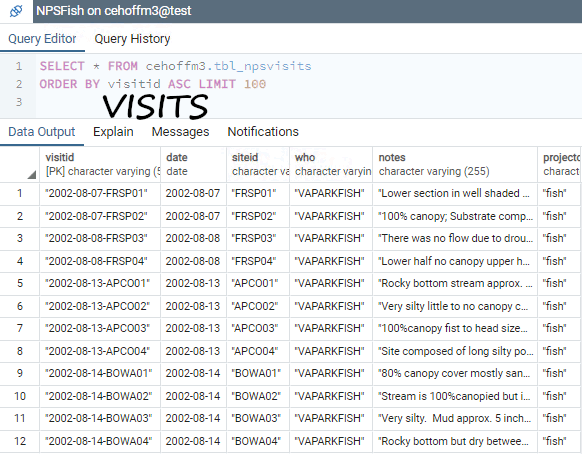 NPSFish on cehoffm3@test
Query Editor Query History
1 SELECT * FROM cehoffm3.tbl_npsvisits
2 ORDER BY visitid ASC LIMIT 100
3
VISITS
Data Output Explain Messages Notifications
visitid date siteid who notes projectc
[PK] character varying (5 date character va character varyin character varying (255) charact
1 "2002-08-07-FRSP01" 2002-08-07 "FRSP01" "VAPARKFISH" "Lower section in well shaded ... "fish"
2 "2002-08-07-FRSP02" 2002-08-07 "FRSP02" "VAPARKFISH" "100% canopy; Substrate comp... "fish"
3 "2002-08-08-FRSP03" 2002-08-08 "FRSP03" "VAPARKFISH" "There was no flow due to drou... "fish"
4 "2002-08-08-FRSP04" 2002-08-08 "FRSP04" "VAPARKFISH" "Lower half no canopy upper h... "fish"
5 "2002-08-13-APCO01" 2002-08-13 "APCO01" "VAPARKFISH" "Rocky bottom stream approx. ... "fish"
6 "2002-08-13-APCO02" 2002-08-13 "APCO02" "VAPARKFISH" "Very silty little to no canopy c... "fish"
7 "2002-08-13-APCO03" 2002-08-13 "APCO03" "VAPARKFISH" "100%canopy fist to head size... "fish"
8 "2002-08-13-APCO04" 2002-08-13 "APCO04" "VAPARKFISH" "Site composed of long silty po... "fish"
9 "2002-08-14-BOWA01" 2002-08-14 "BOWA01" "VAPARKFISH" "80% canopy cover mostly san... "fish"
10 "2002-08-14-BOWA02" 2002-08-14 "BOWA02" "VAPARKFISH" "Stream is 100%canopied but i... "fish"
11 "2002-08-14-BOWA03" 2002-08-14 "BOWA03" "VAPARKFISH" "Very silty. Mud approx. 5 inch... "fish"
12 "2002-08-14-BOWA04" 2002-08-14 "BOWA04" "VAPARKFISH" "Rocky bottom but dry betwee... "fish"